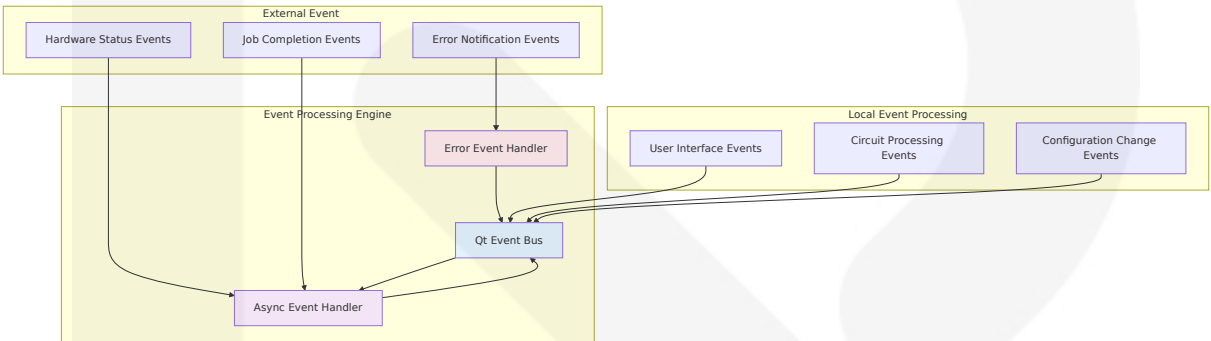 External Event
Hardware Status Events
Job Completion Events
Error Notification Events
Event Processing Engine
Local Event Processing
Error Event Handler
User Interface Events
Circuit Processing
Events
Configuration Change
Events
Qt Event Bus
Async Event Handler